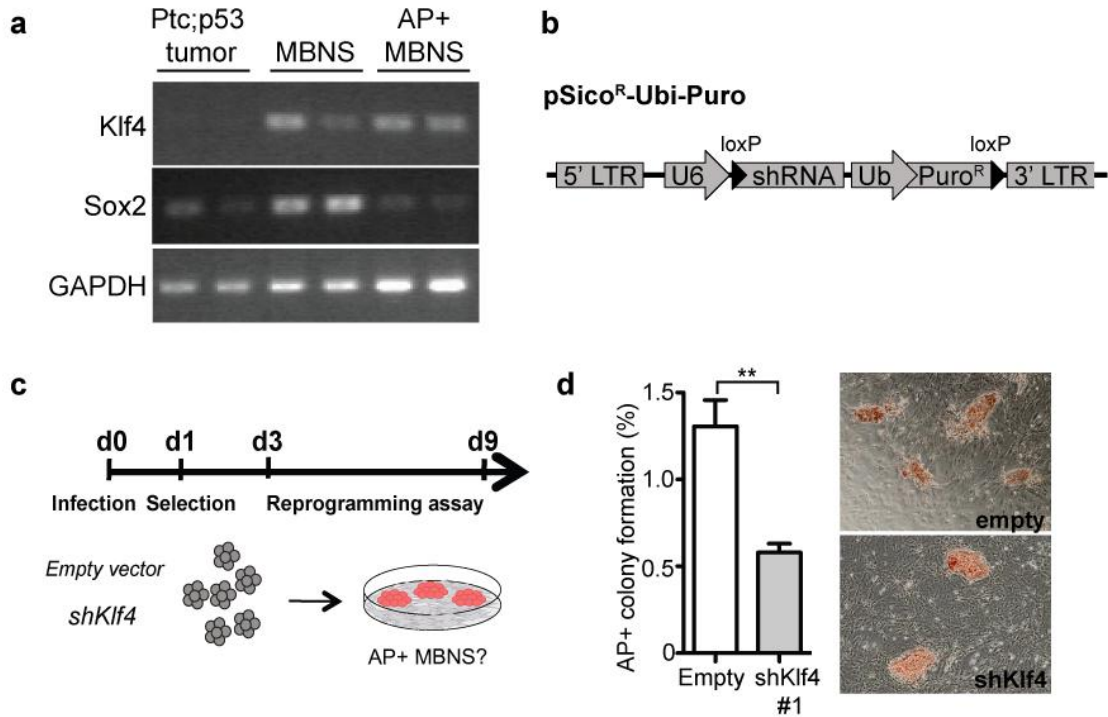 a
Ptc;p53 tumor
MBNS
AP+ MBNS
Klf4
Sox2
GAPDH
b
pSico^R-Ubi-Puro
loxP
loxP
5' LTR
U6
shRNA
Ub
Puro^R
3' LTR
c
d0
d1
d3
d9
Infection
Selection
Reprogramming assay
Empty vector
shKlf4
AP+ MBNS?
d
AP+ colony formation (%)
1.5
1.0
0.5
0
**
Empty
shKlf4
#1
empty
shKlf4